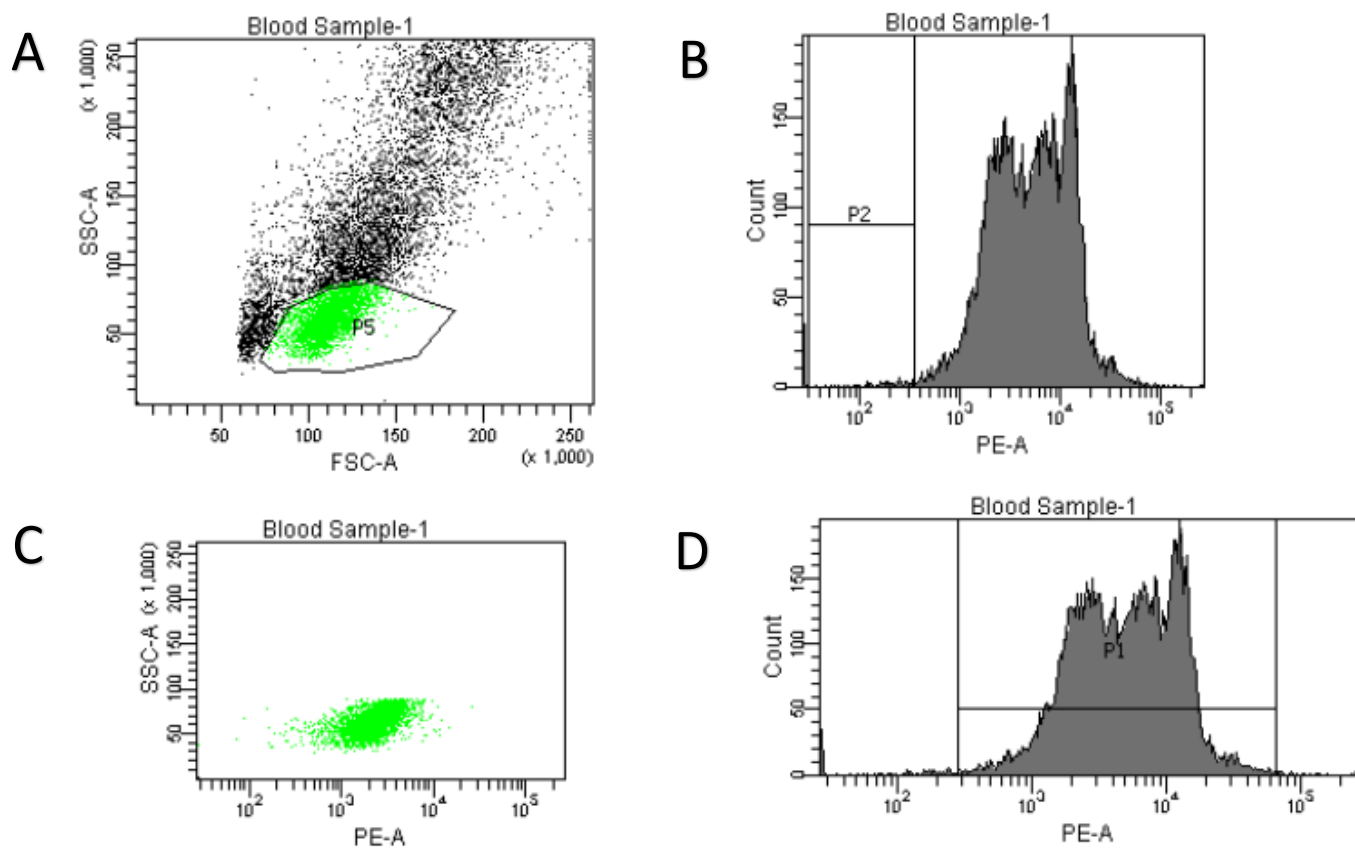 A
Blood Sample-1
SSC-A
(x 1,000)
250
200
150
100
50
P5
50 100 150 200 250
FSC-A
(x 1,000)
B
Blood Sample-1
Count
150
100
50
0
P2
10² 10³ 10⁴ 10⁵
PE-A
C
Blood Sample-1
SSC-A (x 1,000)
250
200
150
100
50
10² 10³ 10⁴ 10⁵
PE-A
D
Blood Sample-1
Count
150
100
50
0
P1
10² 10³ 10⁴ 10⁵
PE-A